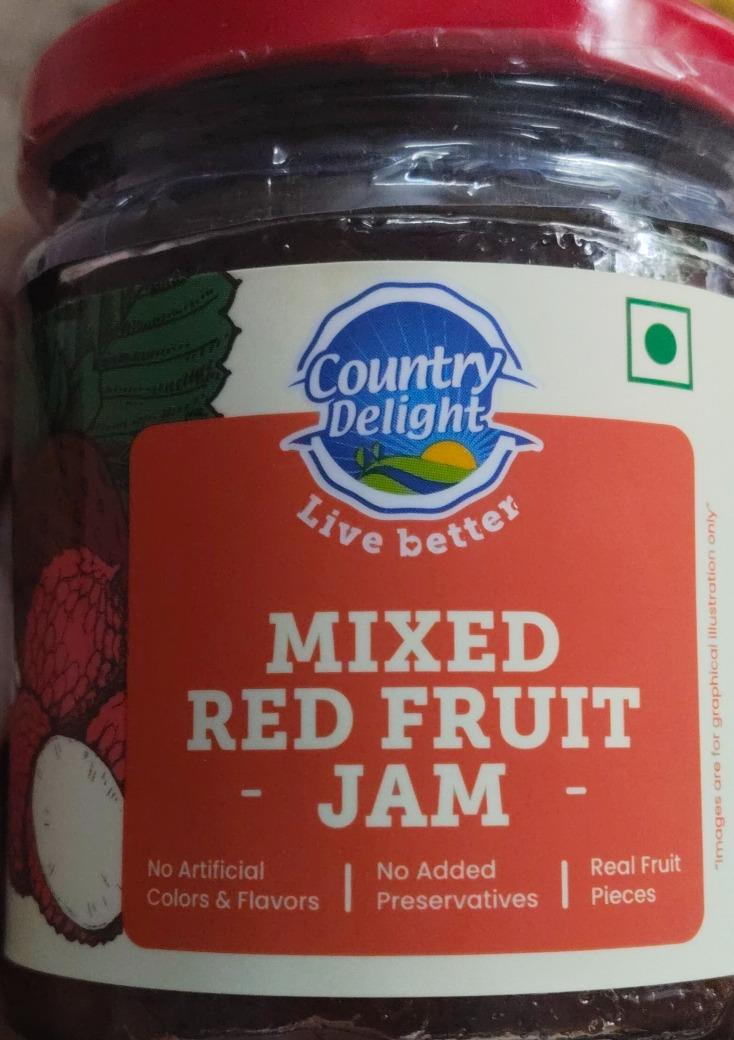 Country
Delight
Live better
MIXED
RED FRUIT
- JAM -
No Artificial
Colors & Flavors
No Added
Preservatives
Real Fruit
Pieces
"Images are for graphical illustration only"